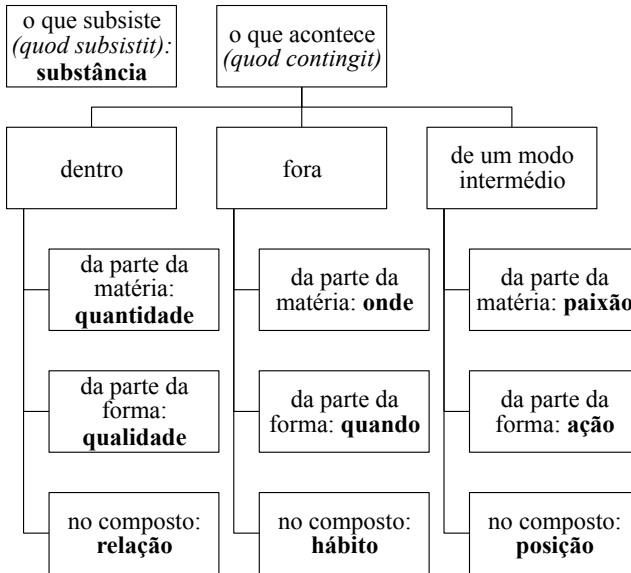 o que subsiste
(quod subsistit):
substância
o que acontece
(quod contingit)
dentro
fora
de um modo
intermédio
da parte da
matéria:
quantidade
da parte da
matéria: onde
da parte da
matéria: paixão
da parte da
forma:
qualidade
da parte da
forma: quando
da parte da
forma: ação
no composto:
relação
no composto:
hábito
no composto:
posição